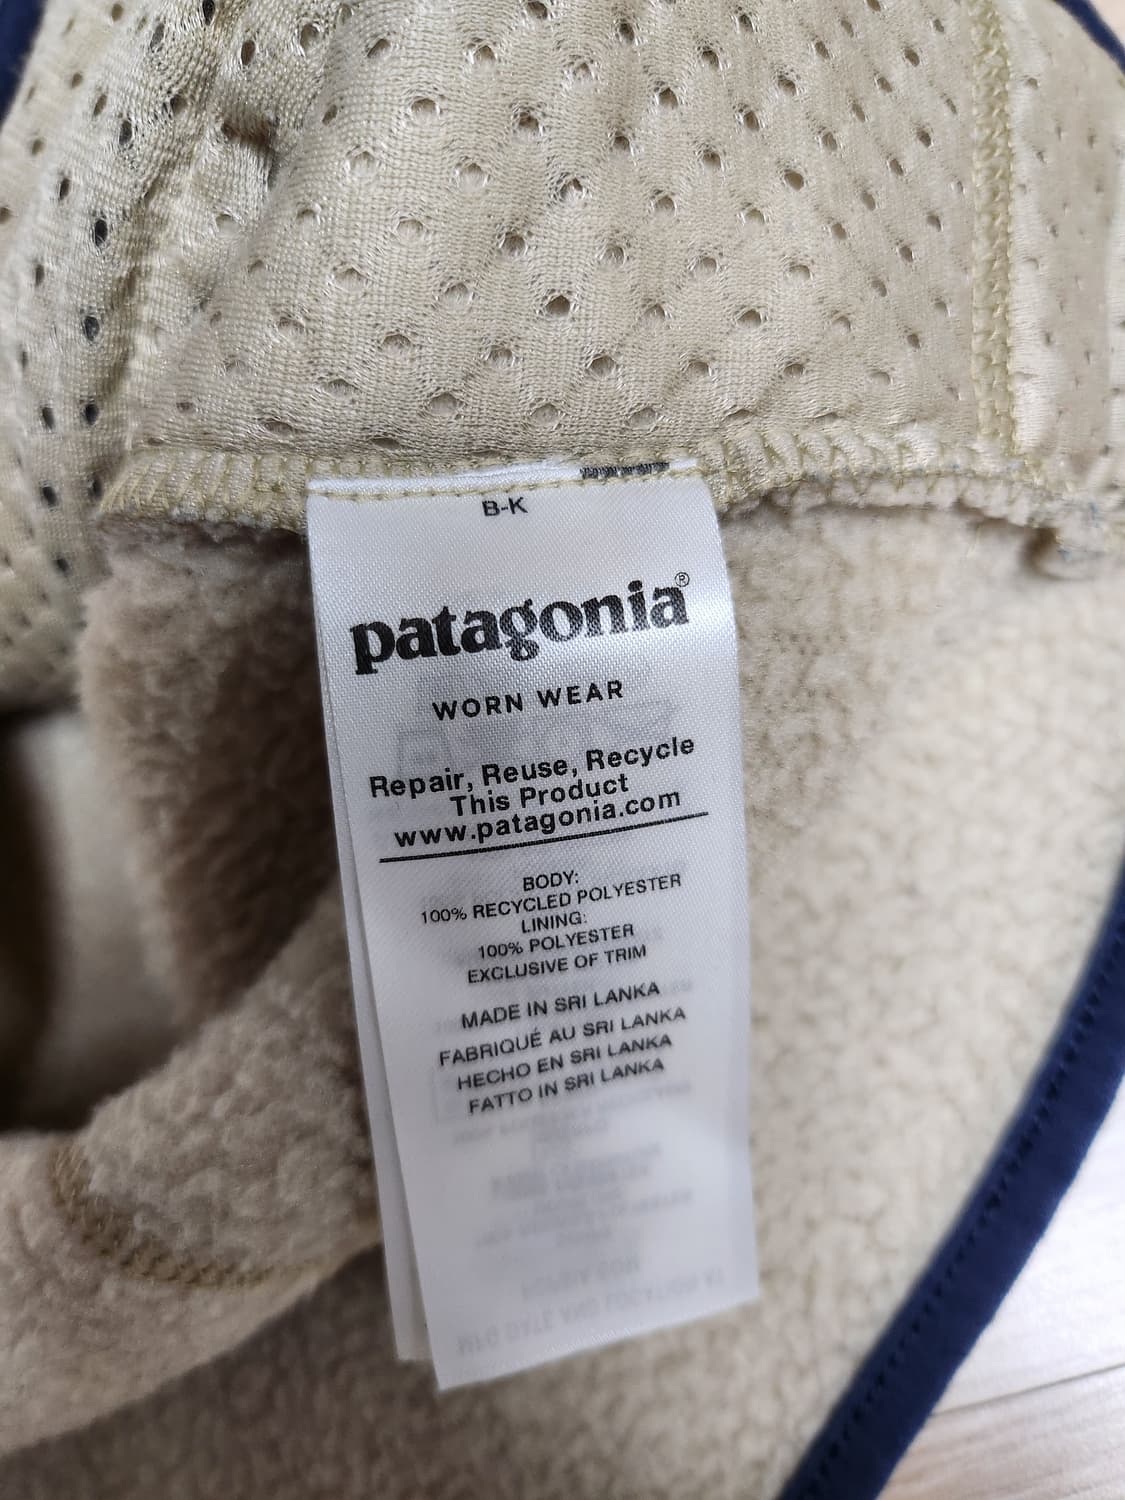 B-K
patagonia®
WORN WEAR
Repair, Reuse, Recycle
This Product
www.patagonia.com
BODY:
100% RECYCLED POLYESTER
LINING:
100% POLYESTER
EXCLUSIVE OF TRIM
MADE IN SRI LANKA
FABRIQUÉ AU SRI LANKA
HECHO EN SRI LANKA
FATTO IN SRI LANKA